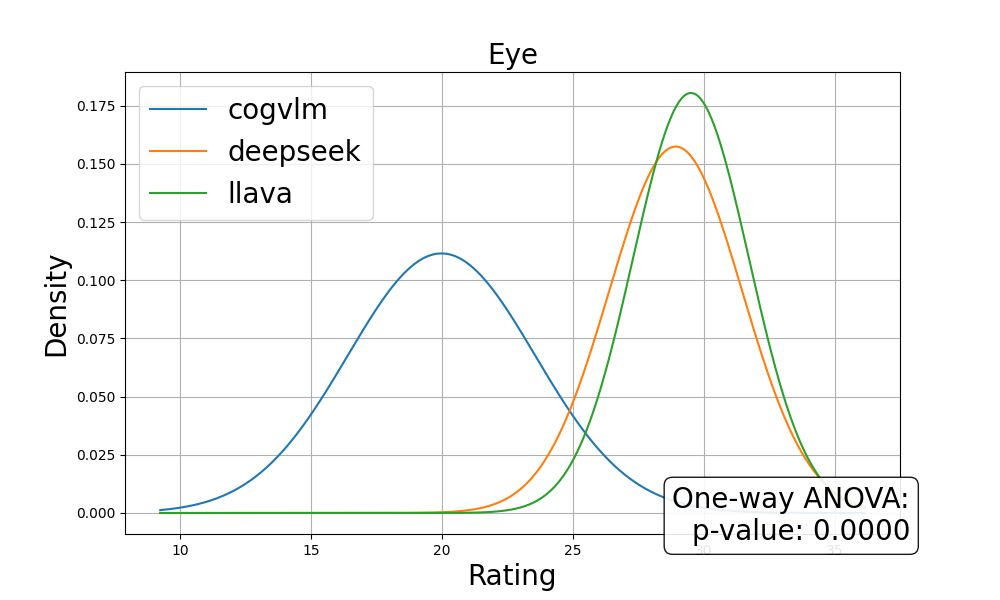 Eye
cogvlm
deepseek
llava
Density
0.175
0.150
0.125
0.100
0.075
0.050
0.025
0.000
One-way ANOVA:
p-value: 0.0000
10 15 20 25 30 35
Rating